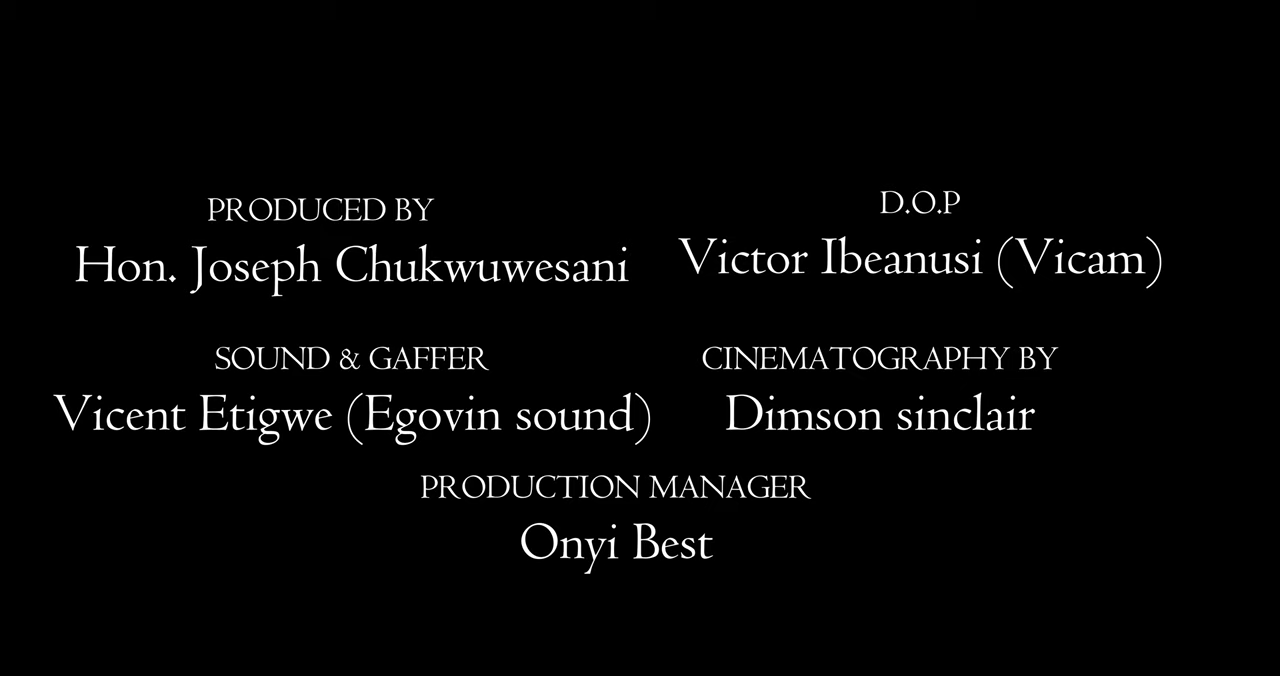 PRODUCED BY
Hon. Joseph Chukwuwesani
D.O.P
Victor Ibeanusi (Vicam)
SOUND & GAFFER
Vicent Etigwe (Egovin sound)
CINEMATOGRAPHY BY
Dimson sinclair
PRODUCTION MANAGER
Onyi Best